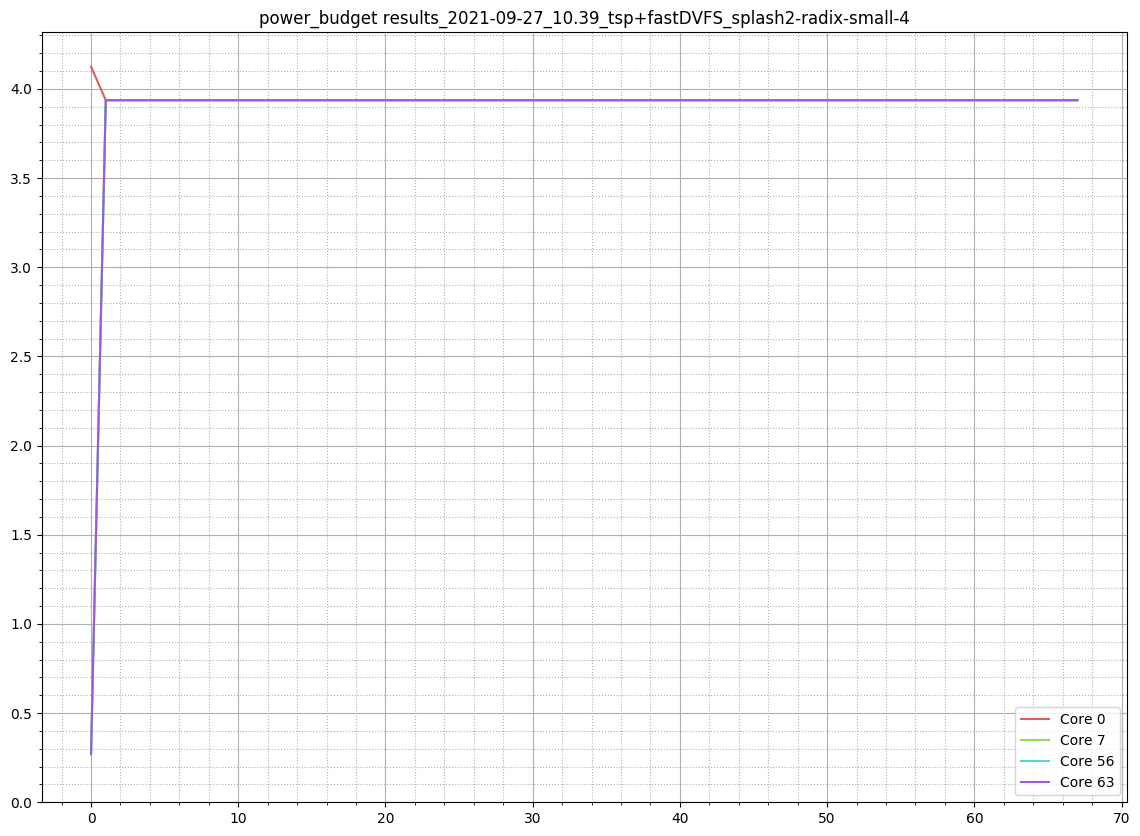 power_budget results_2021-09-27_10.39_tsp+fastDVFS_splash2-radix-small-4
4.0
3.5
3.0
2.5
2.0
1.5
1.0
0.5
0.0
0 10 20 30 40 50 60 70
Core 0
Core 7
Core 56
Core 63